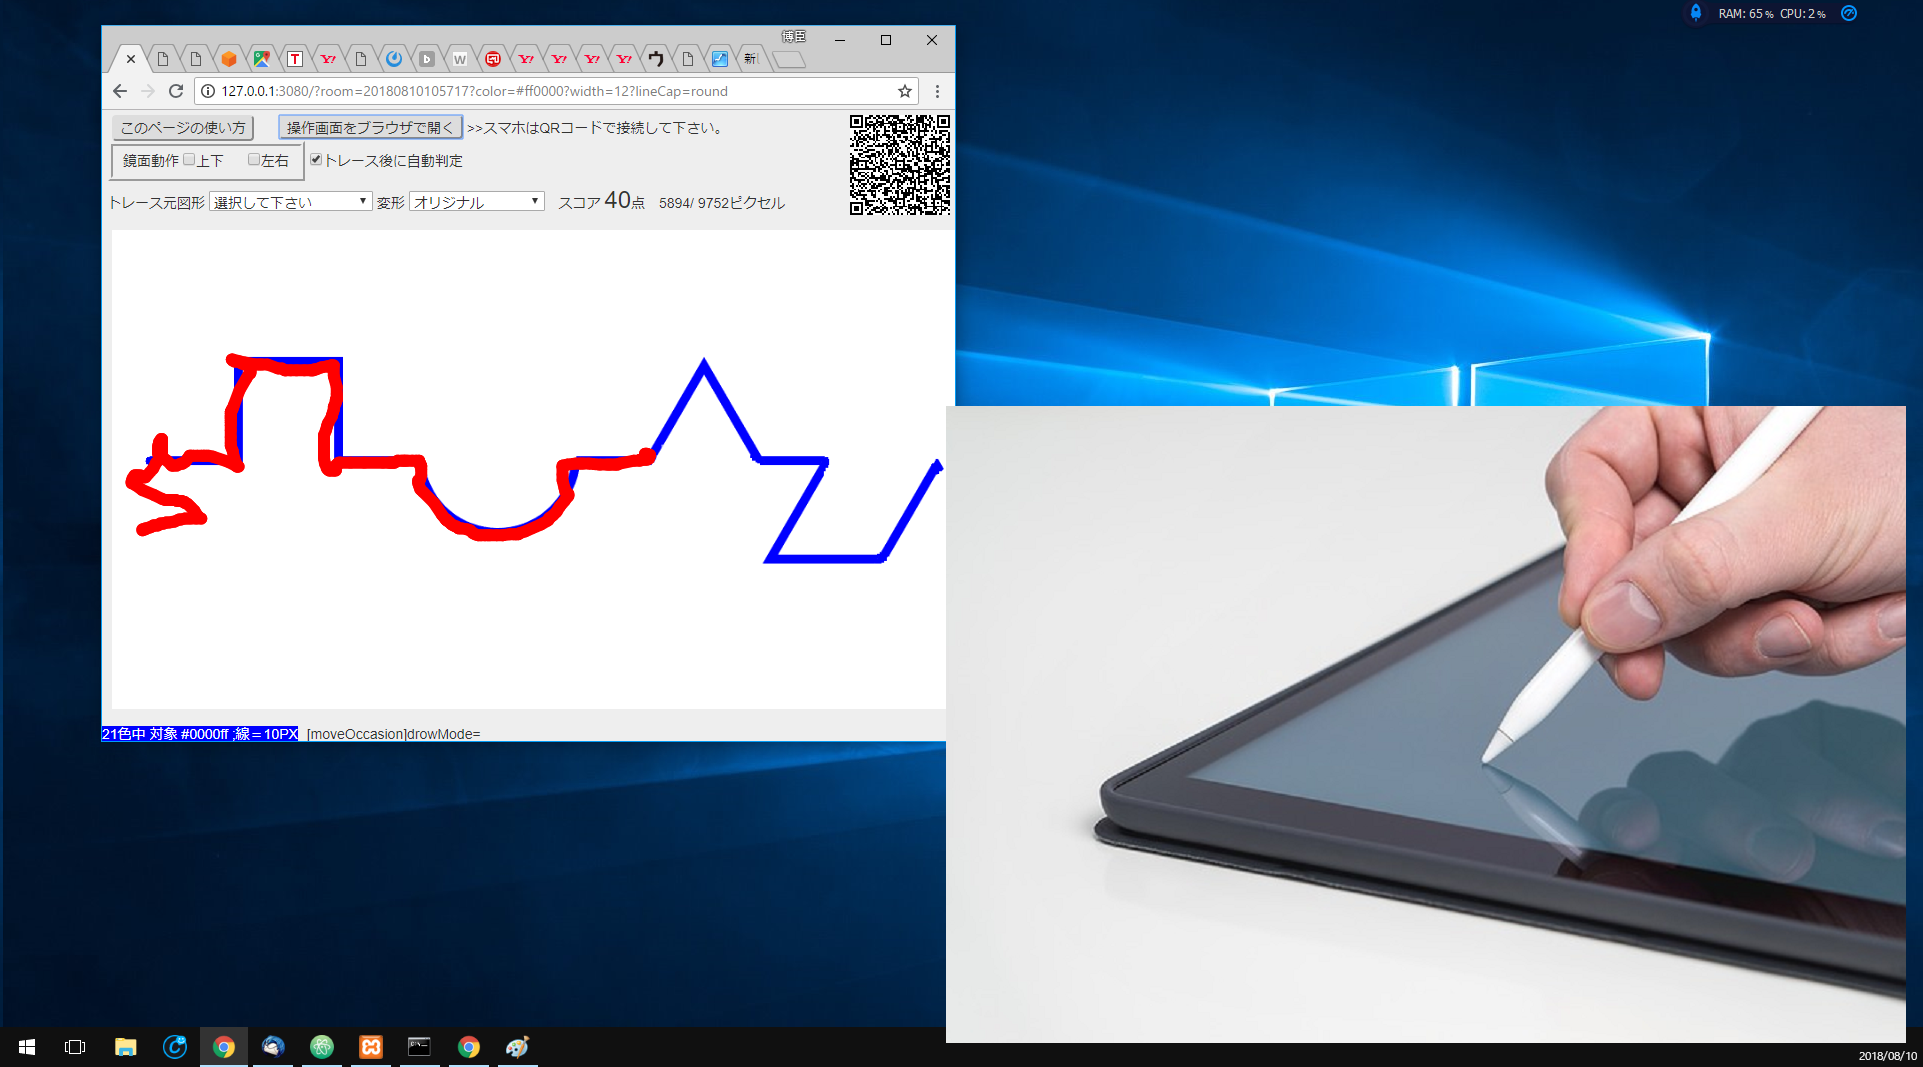 RAM: 65% CPU: 2%
博臣
新
127.0.0.1:3080/?room=20180810105717?color=#ff0000?width=12?lineCap=round
このページの使い方 操作画面をブラウザで開く >>スマホはQRコードで接続して下さい。
鏡面動作 上下 左右 トレース後に自動判定
トレース元図形 選択して下さい 変形 オリジナル スコア 40点 5894/ 9752ピクセル
21色中 対象 #0000ff ;線＝10PX [moveOccasion]drowMode=
2018/08/10